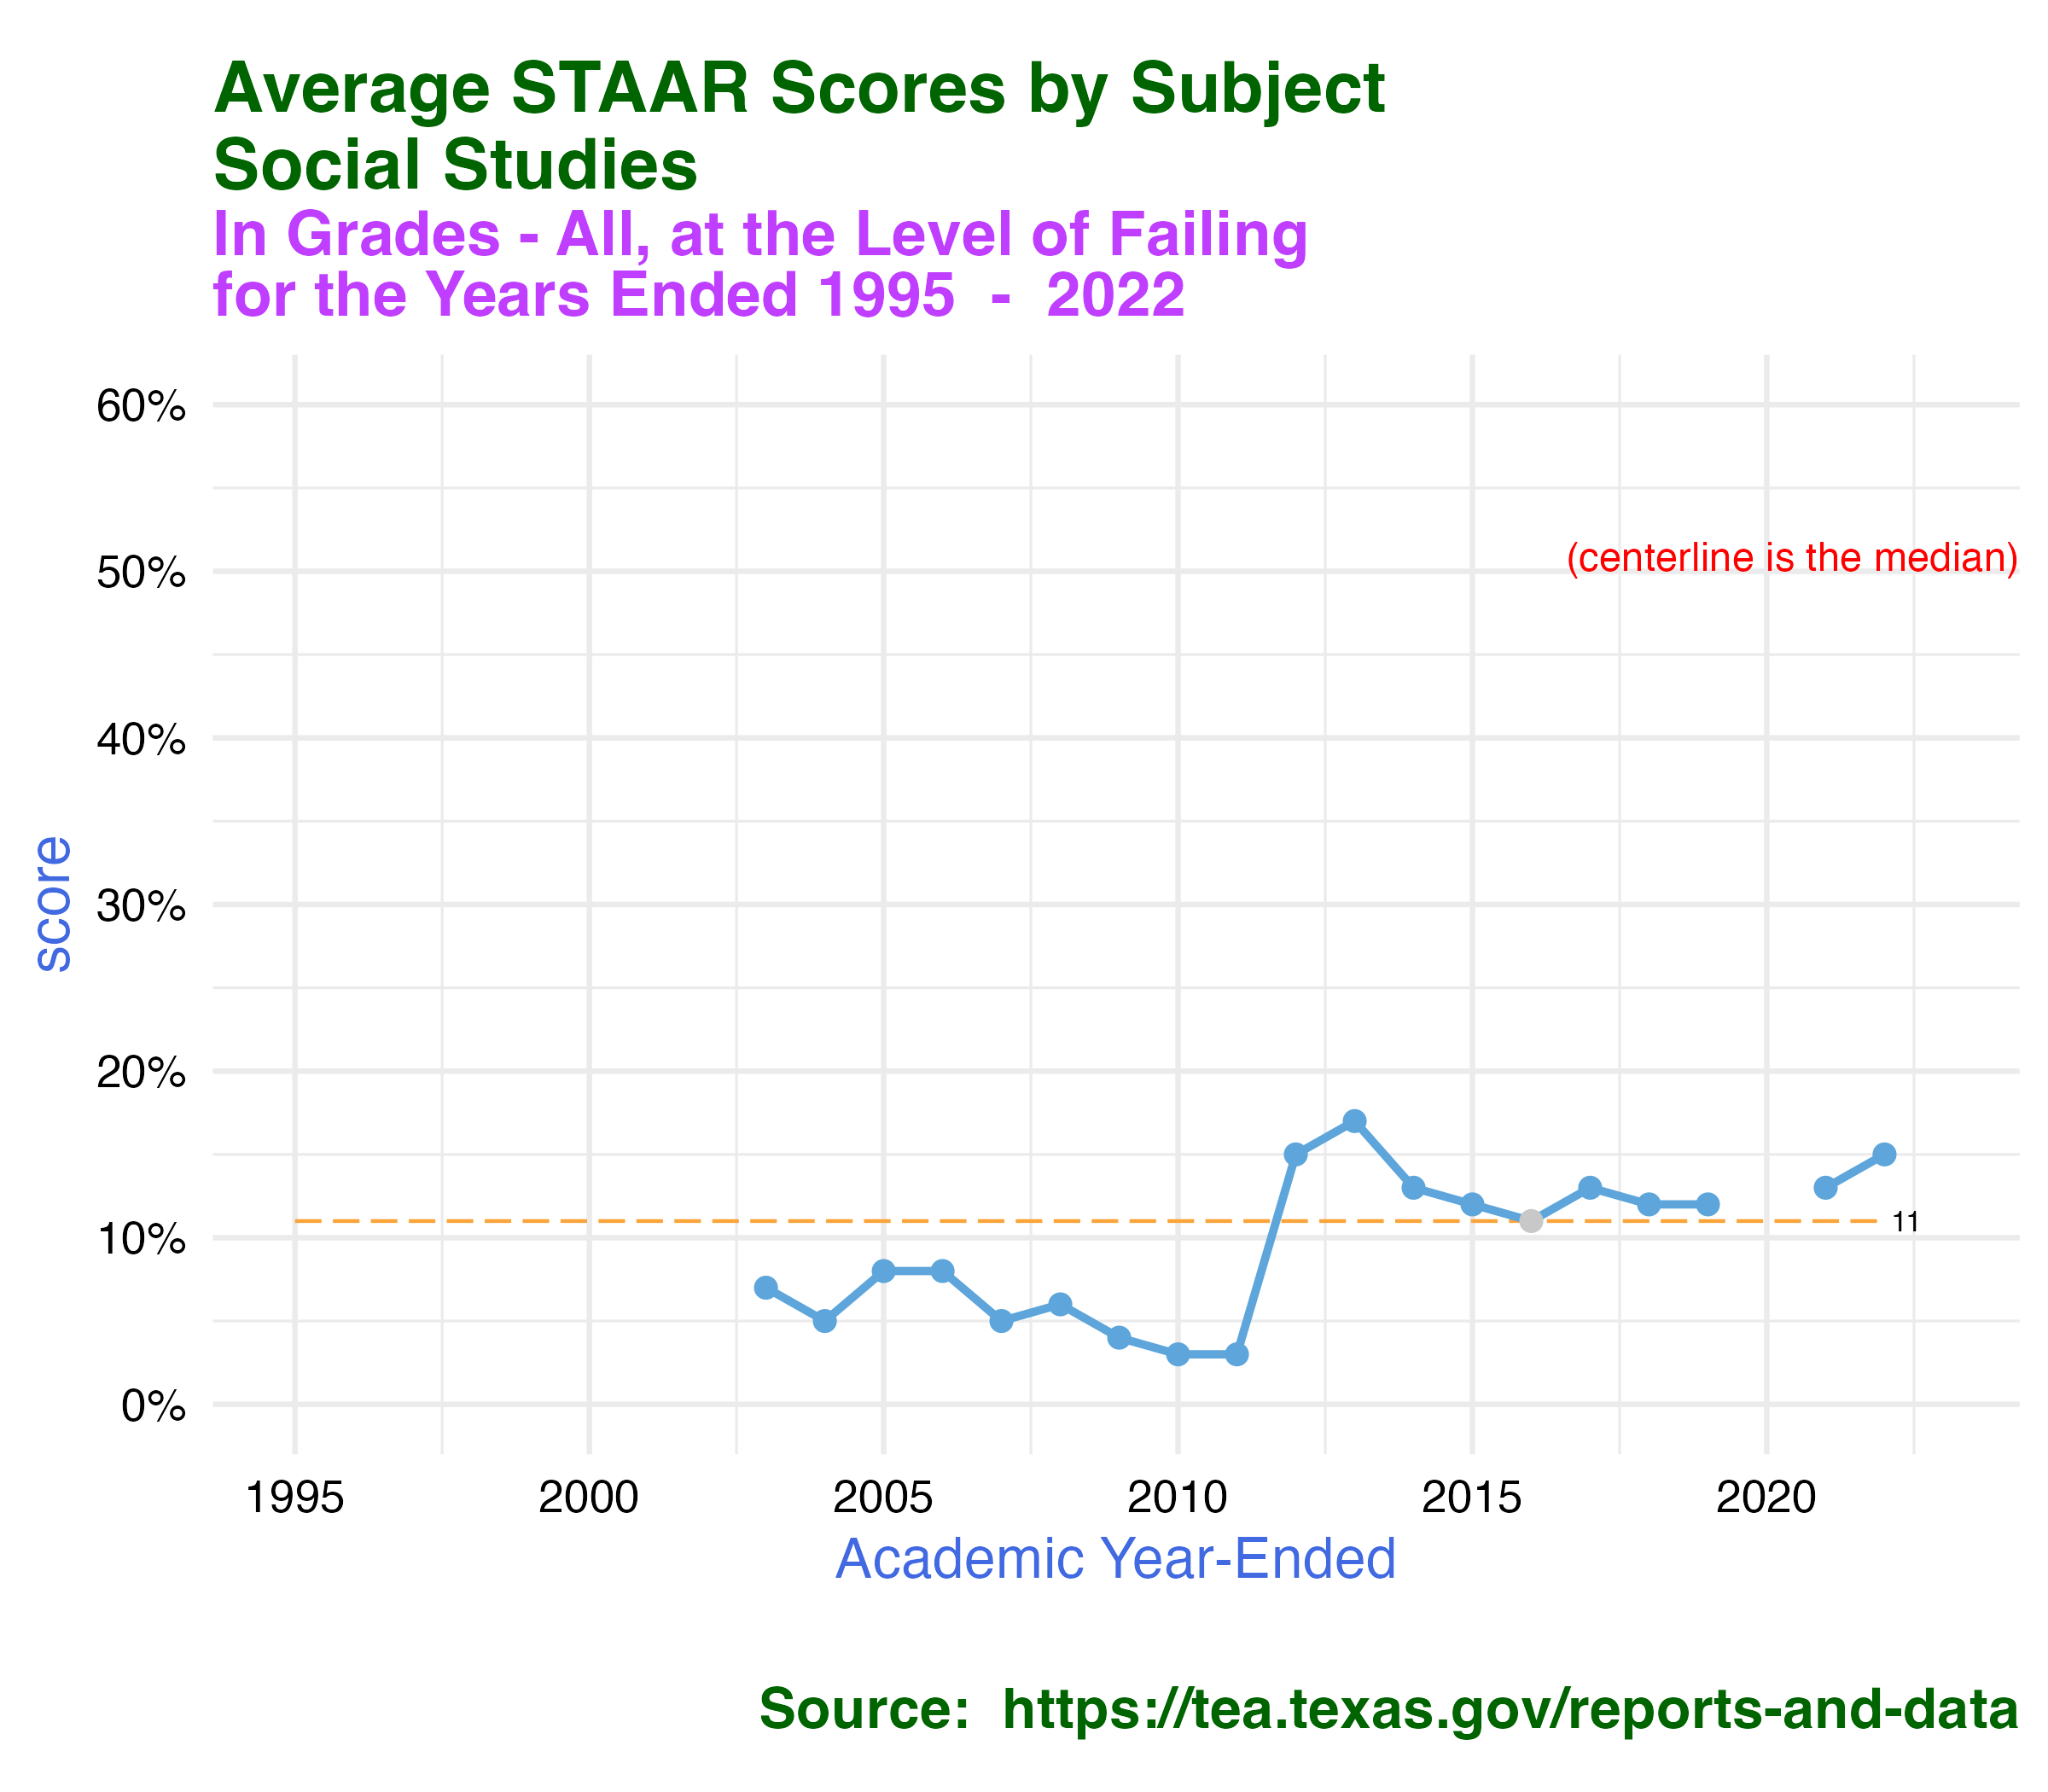 Average STAAR Scores by Subject
Social Studies
In Grades - All, at the Level of Failing
for the Years Ended 1995  -  2022
60%
(centerline is the median)
50%
40%
30%
score
20%
10%
11
0%
1995 2000 2005 2010 2015 2020
Academic Year-Ended
Source:  https://tea.texas.gov/reports-and-data